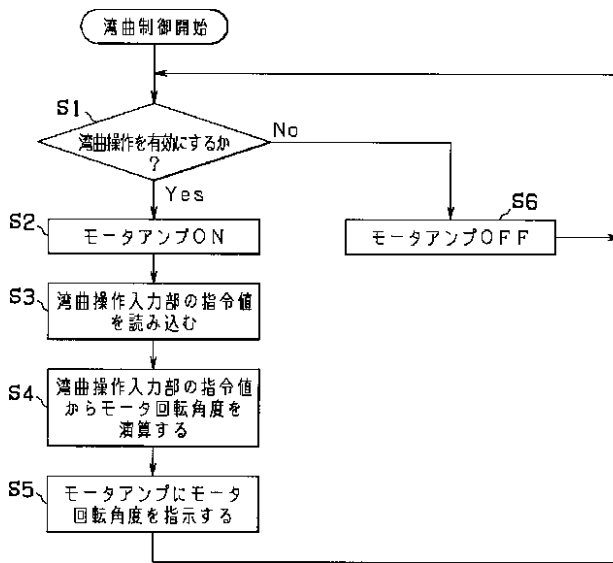 湾曲制御開始
S1
湾曲操作を有効にするか
?
No
Yes
S2
モータアンプON
S6
モータアンプOFF
S3
湾曲操作入力部の指令値
を読み込む
S4
湾曲操作入力部の指令値
からモータ回転角度を
演算する
S5
モータアンプにモータ
回転角度を指示する